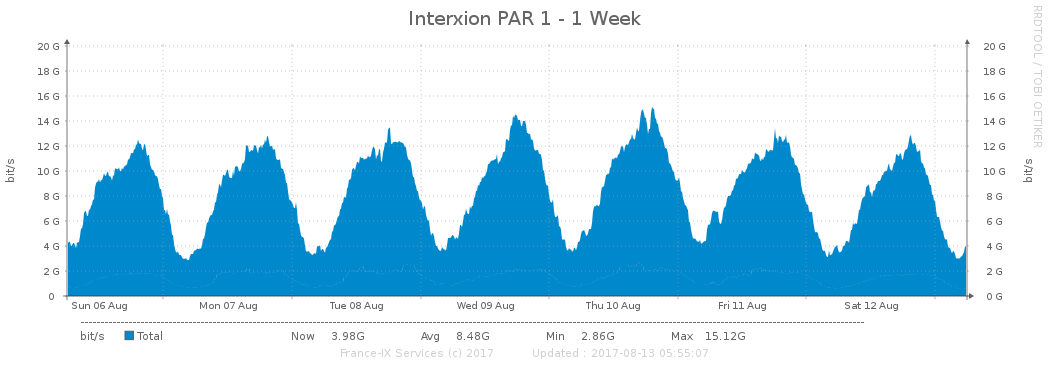 Interxion PAR 1 - 1 Week
RRDTOOL / TOBI OETIKER
bit/s
20 G 20 G
18 G 18 G
16 G 16 G
14 G 14 G
12 G 12 G
10 G 10 G
8 G 8 G
6 G 6 G
4 G 4 G
2 G 2 G
0 0 G
bit/s
Sun 06 Aug Mon 07 Aug Tue 08 Aug Wed 09 Aug Thu 10 Aug Fri 11 Aug Sat 12 Aug
bit/s Total Now 3.98G Avg 8.48G Min 2.86G Max 15.12G
France-IX Services (c) 2017 Updated : 2017-08-13 05:55:07